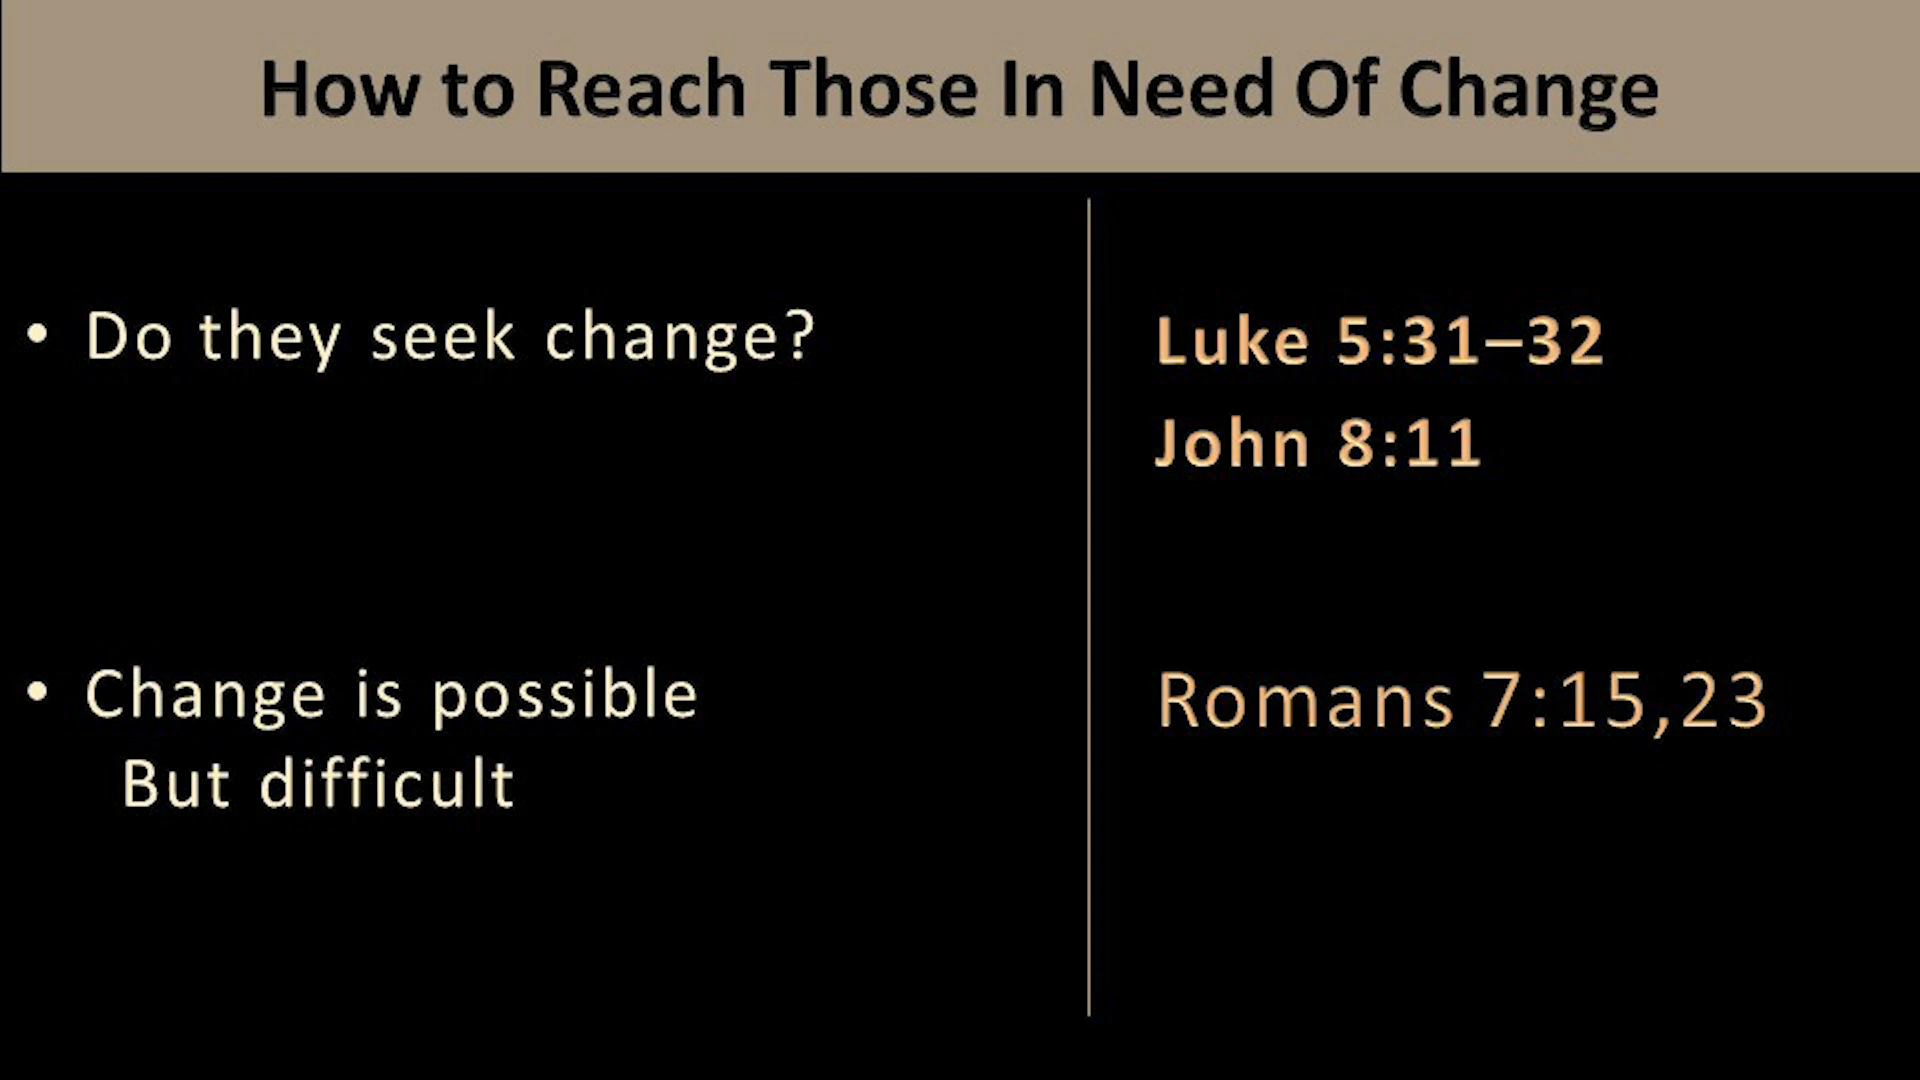 How to Reach Those In Need Of Change
• Do they seek change?
Luke 5:31–32
John 8:11
• Change is possible
But difficult
Romans 7:15,23